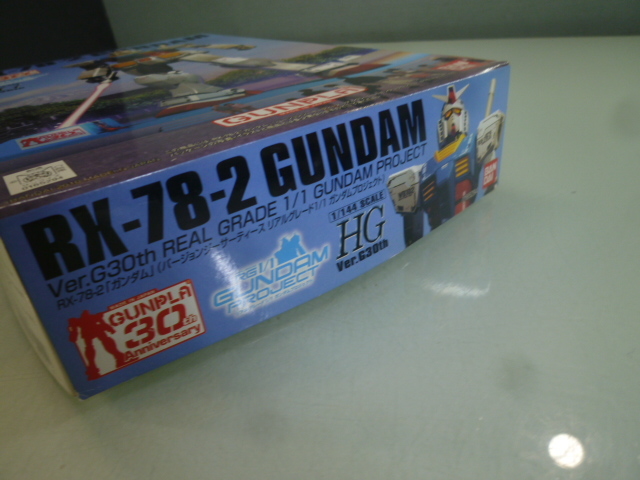 GUNPLA
RX-78-2 GUNDAM
Ver.G30th REAL GRADE 1/1 GUNDAM PROJECT
RX-78-2「ガンダム」(バージョンジーサーティース リアルグレード1/1 ガンダムプロジェクト)
RG 1/1
GUNDAM
PROJECT
1/144 SCALE
HG
Ver.G30th
GUNPLA
30th
Anniversary